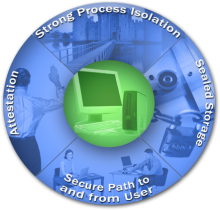 Strong Process Isolation
Attestation
Sealed Storage
Secure Path to
and from User